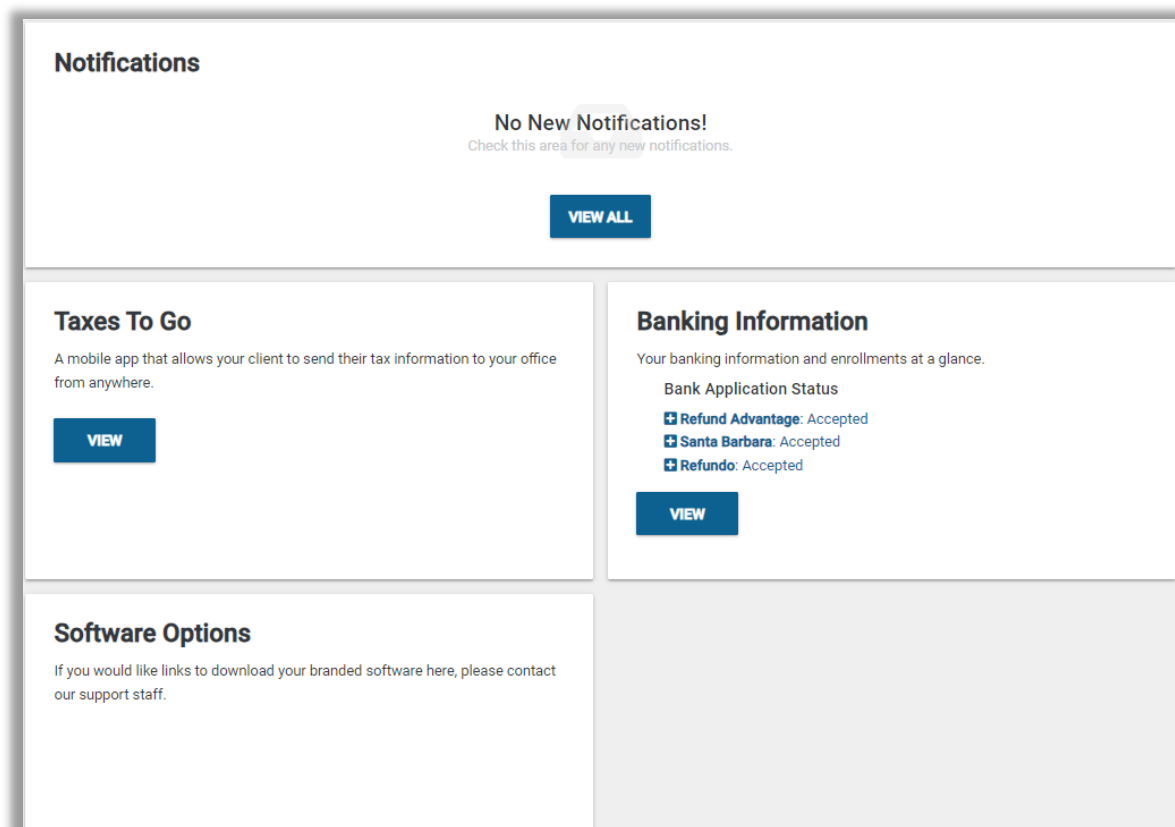 Notifications
No New Notifications!
Check this area for any new notifications.
VIEW ALL
Taxes To Go
A mobile app that allows your client to send their tax information to your office
from anywhere.
VIEW
Banking Information
Your banking information and enrollments at a glance.
Bank Application Status
Refund Advantage: Accepted
Santa Barbara: Accepted
Refundo: Accepted
VIEW
Software Options
If you would like links to download your branded software here, please contact
our support staff.